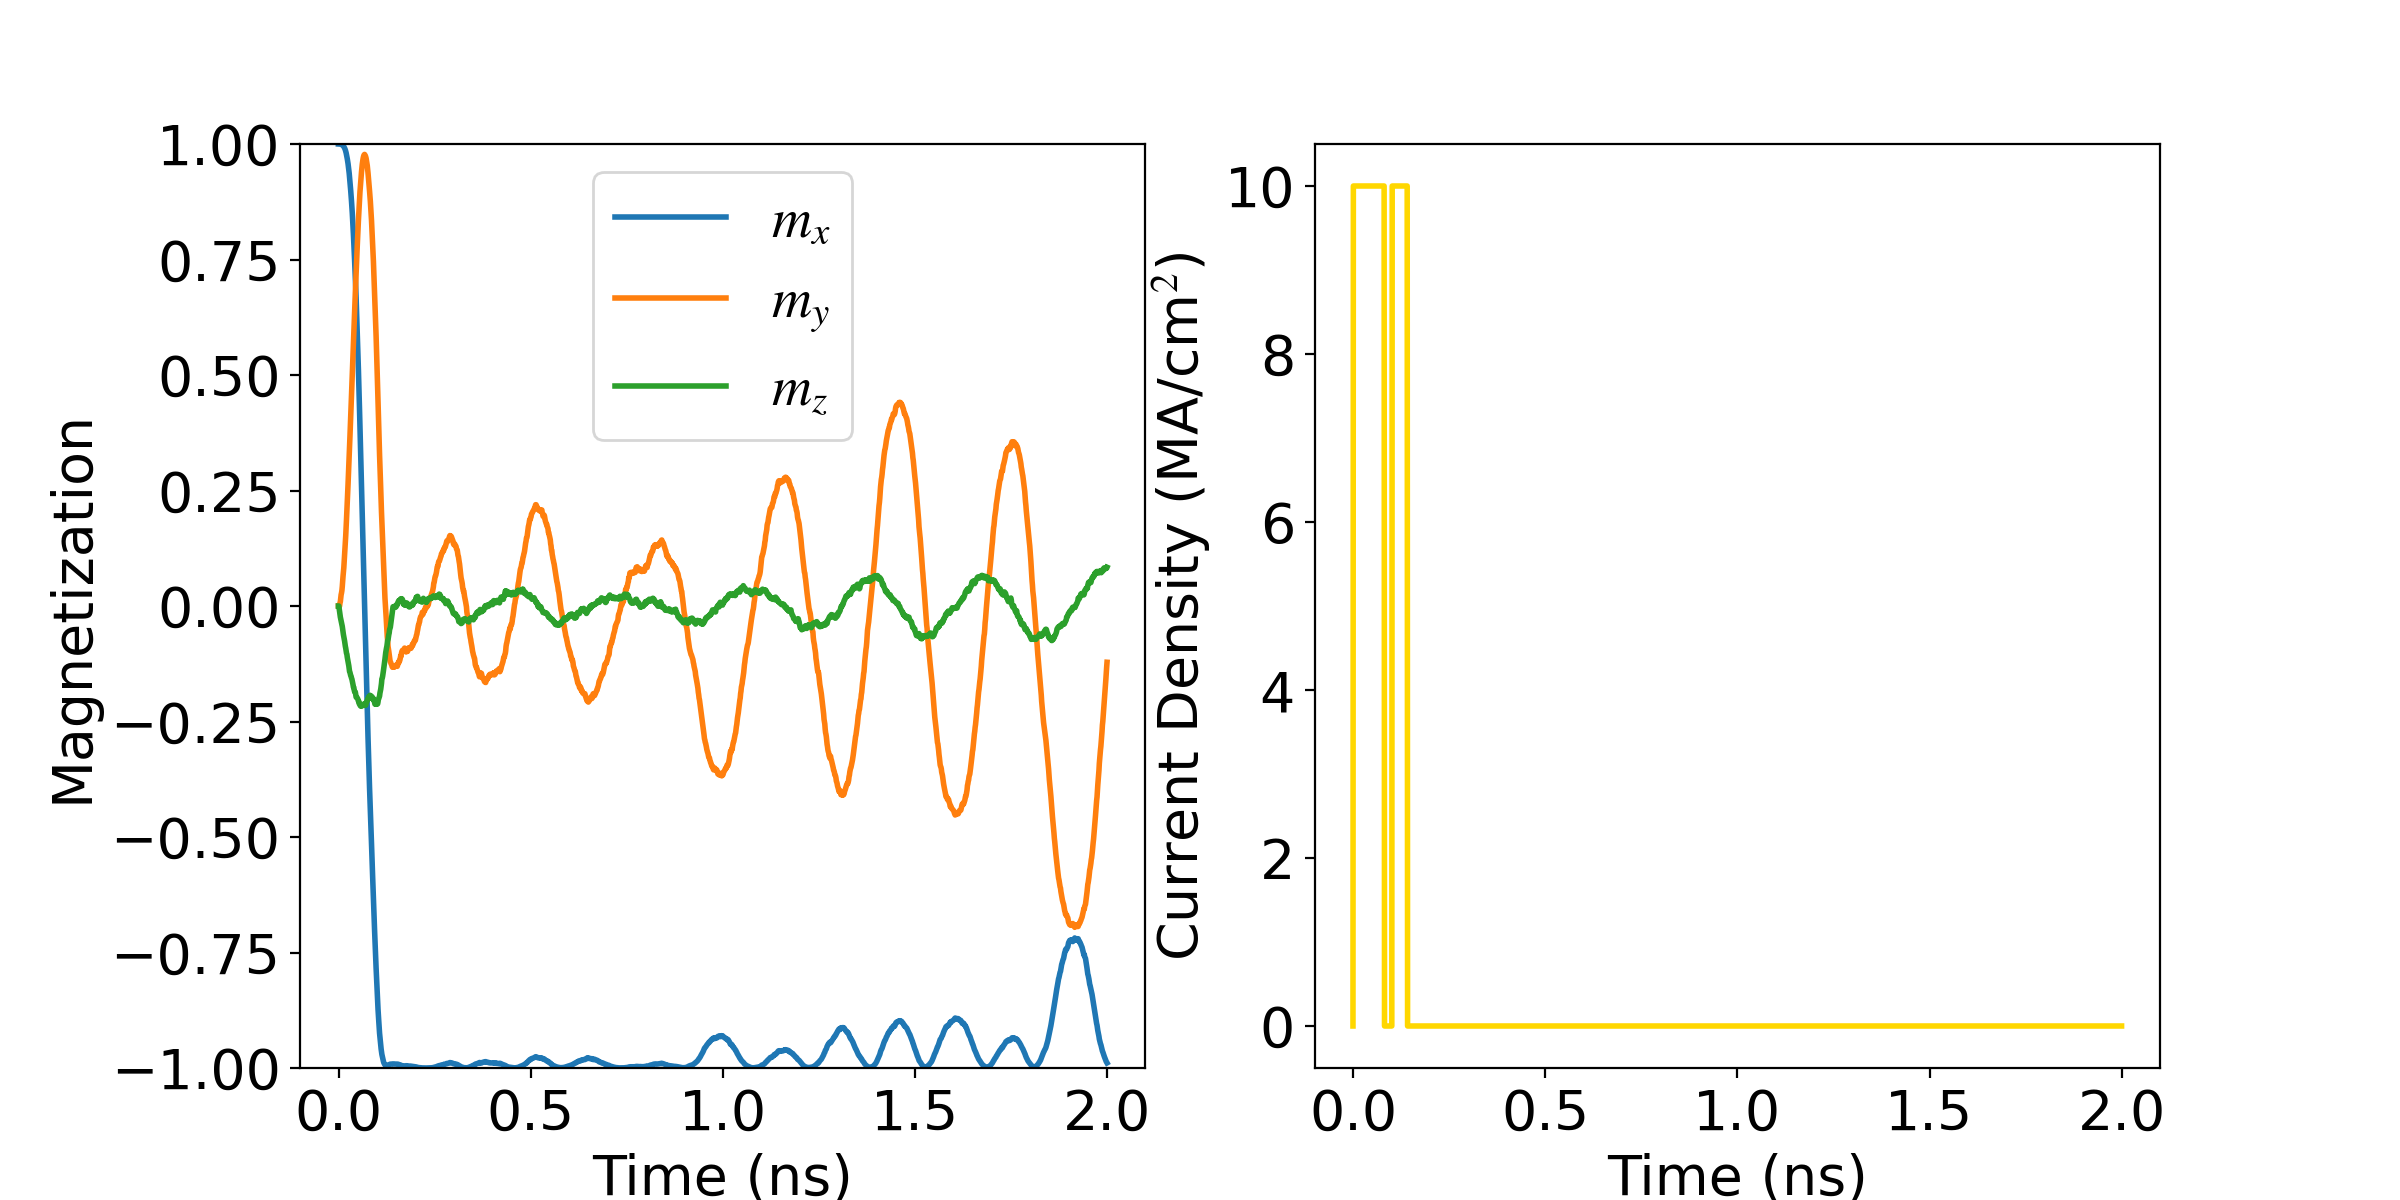 Magnetization
1.00
0.75
0.50
0.25
0.00
−0.25
−0.50
−0.75
−1.00
m_x
m_y
m_z
0.0 0.5 1.0 1.5 2.0
Time (ns)
Current Density (MA/cm²)
10
8
6
4
2
0
0.0 0.5 1.0 1.5 2.0
Time (ns)